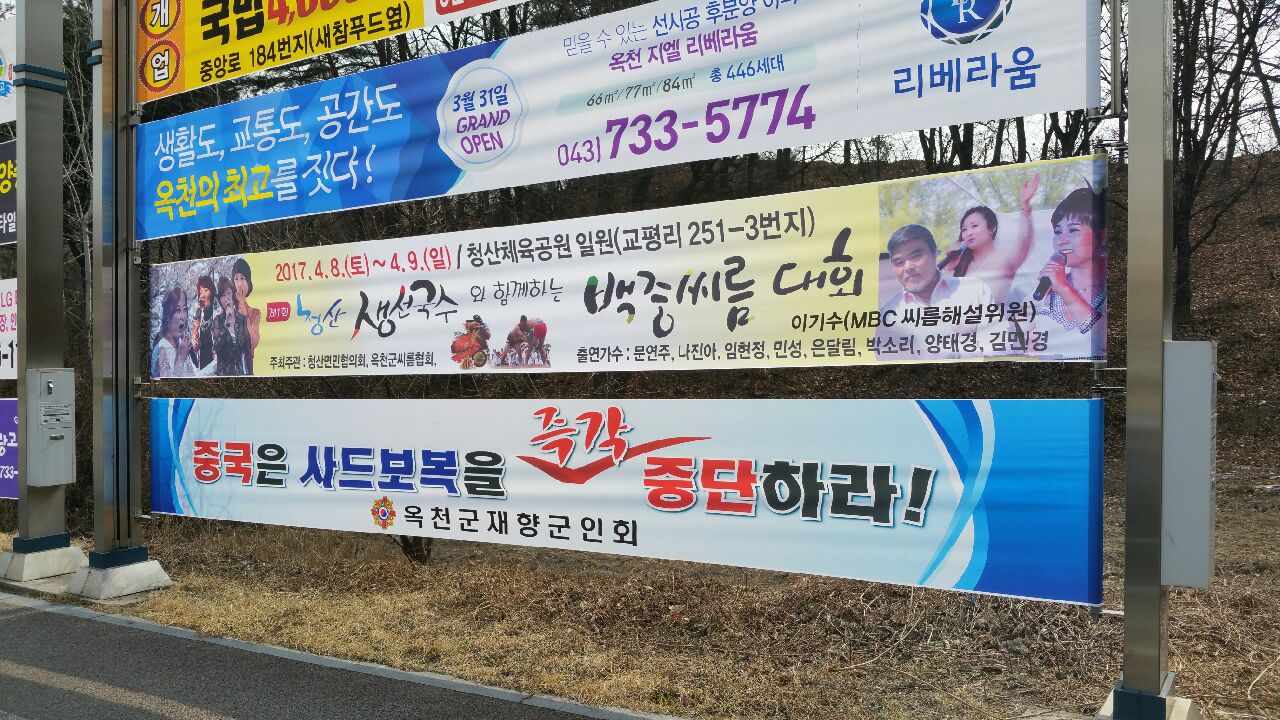 개
업
국밥
중앙로 184번지(새참푸드옆)
생활도, 교통도, 공간도
옥천의 최고를 짓다!
3월 31일
GRAND
OPEN
믿을 수 있는 선시공 후분양
옥천 지엘 리베라움
66㎡/77㎡/84㎡ 총 446세대
043) 733-5774
리베라움
2017.4.8.(토)~4.9.(일) / 청산체육공원 일원(교평리 251-3번지)
제1회 청산 생선국수 와 함께하는 백중씨름 대회
이기수(MBC 씨름해설위원)
주최주관 : 청산면민협의회, 옥천군씨름협회,
출연가수 : 문연주, 나진아, 임현정, 민성, 은달림, 박소리, 양태경, 김민경
중국은 사드보복을 즉각 중단하라!
옥천군재향군인회
타일
LG
733-